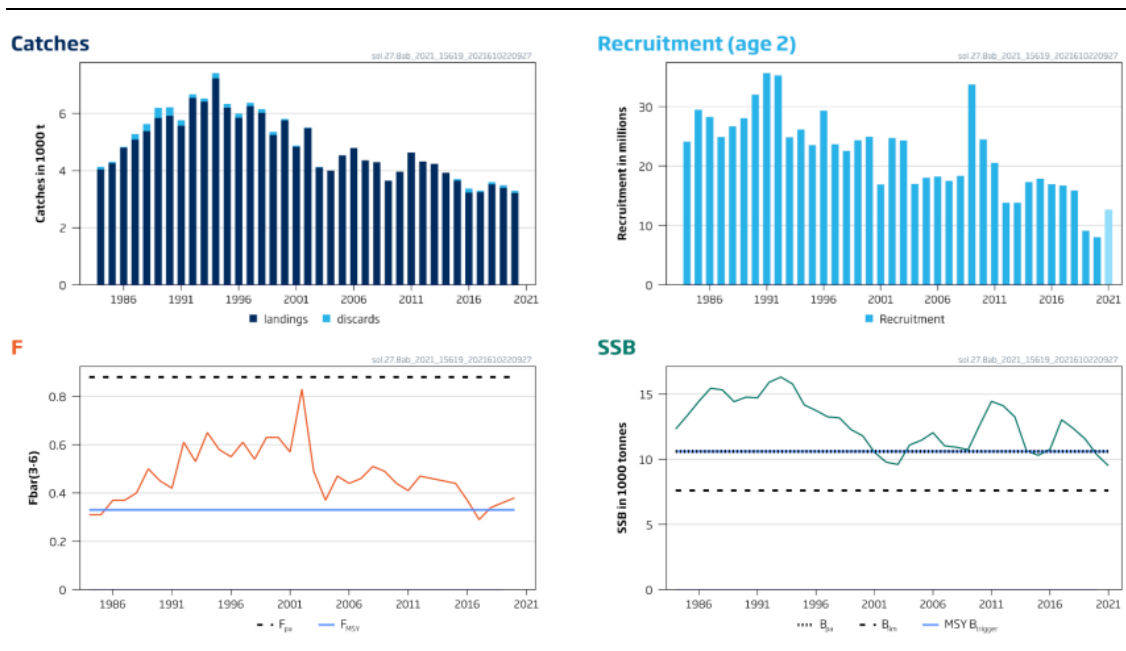 Catches
sol.27.8ab_2021_15619_2021610220927
Catches in 1000 t
6
4
2
0
1986 1991 1996 2001 2006 2011 2016 2021
landings discards
Recruitment (age 2)
sol.27.8ab_2021_15619_2021610220927
Recruitment in millions
30
20
10
0
1986 1991 1996 2001 2006 2011 2016 2021
Recruitment
F
sol.27.8ab_2021_15619_2021610220927
Fbar(3-6)
0.8
0.6
0.4
0.2
0
1986 1991 1996 2001 2006 2011 2016 2021
Fpa FMSY
SSB
sol.27.8ab_2021_15619_2021610220927
SSB in 1000 tonnes
15
10
5
0
1986 1991 1996 2001 2006 2011 2016 2021
Bpa Blim MSY Btrigger